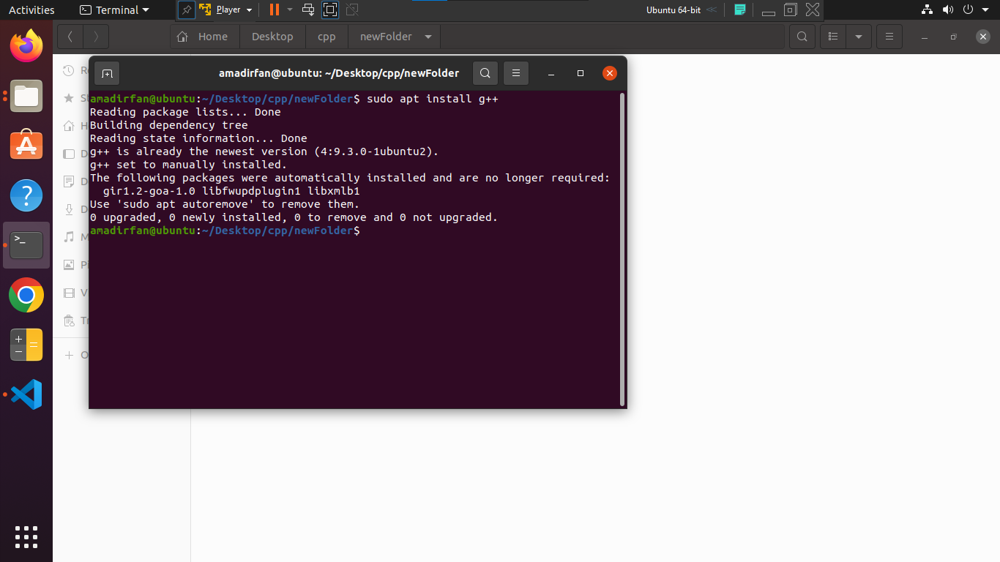 Activities
Terminal
Player
Ubuntu 64-bit
Home
Desktop
cpp
newFolder
amadirfan@ubuntu: ~/Desktop/cpp/newFolder
amadirfan@ubuntu:~/Desktop/cpp/newFolder$ sudo apt install g++
Reading package lists... Done
Building dependency tree
Reading state information... Done
g++ is already the newest version (4:9.3.0-1ubuntu2).
g++ set to manually installed.
The following packages were automatically installed and are no longer required:
  gir1.2-goa-1.0 libfwupdplugin1 libxmlb1
Use 'sudo apt autoremove' to remove them.
0 upgraded, 0 newly installed, 0 to remove and 0 not upgraded.
amadirfan@ubuntu:~/Desktop/cpp/newFolder$